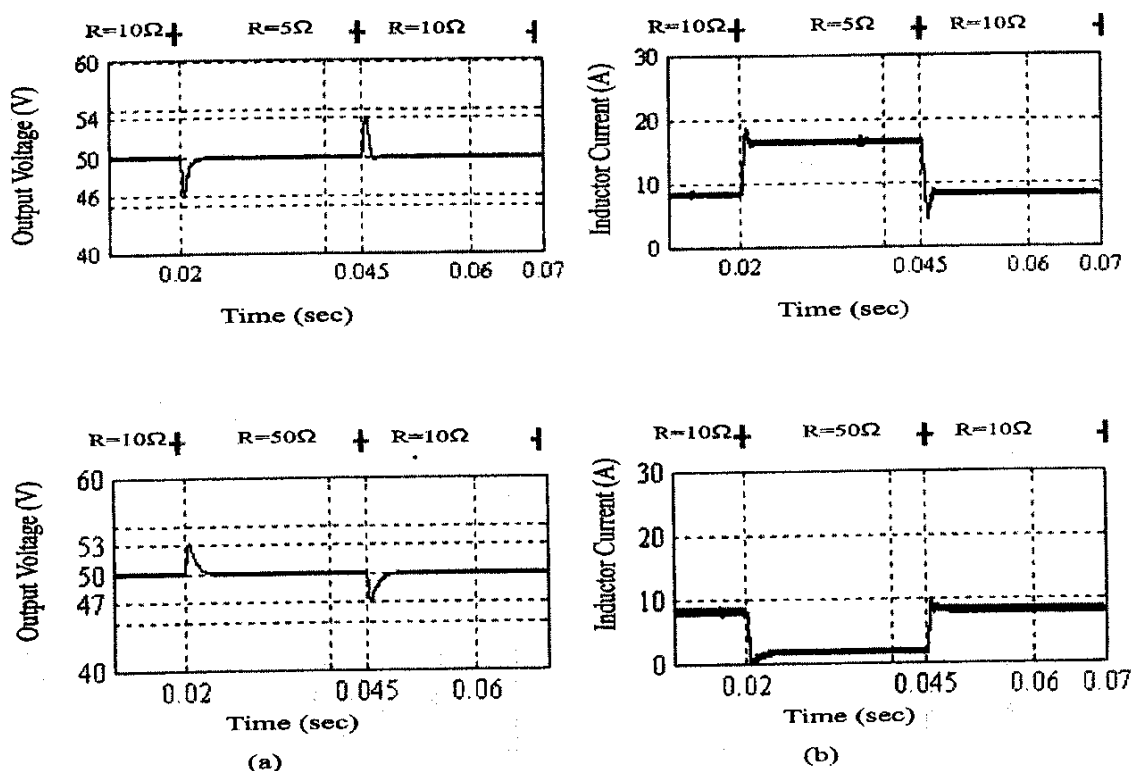 R=10Ω R=5Ω R=10Ω
Output Voltage (V)
60
54
50
46
40
0.02 0.045 0.06 0.07
Time (sec)
R=10Ω R=5Ω R=10Ω
Inductor Current (A)
30
20
10
0
0.02 0.045 0.06 0.07
Time (sec)
R=10Ω R=50Ω R=10Ω
Output Voltage (V)
60
53
50
47
40
0.02 0.045 0.06
Time (sec)
(a)
R=10Ω R=50Ω R=10Ω
Inductor Current (A)
30
20
10
0
0.02 0.045 0.06 0.07
Time (sec)
(b)